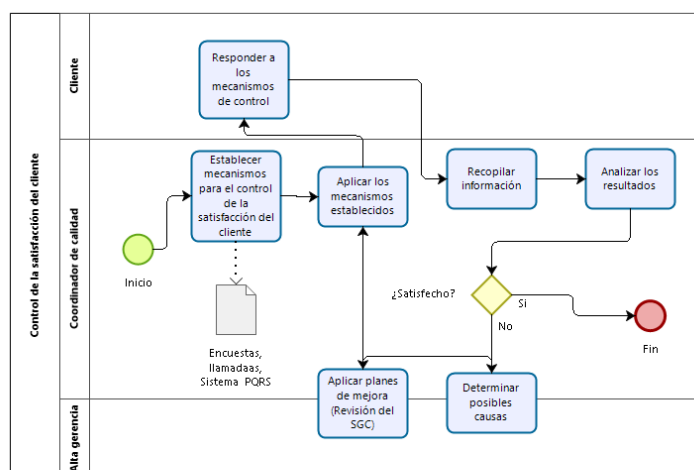 Control de la satisfacción del cliente
Cliente
Responder a
los
mecanismos
de control
Coordinador de calidad
Establecer
mecanismos
para el control
de la
satisfacción del
cliente
Aplicar los
mecanismos
establecidos
Recopilar
información
Analizar los
resultados
Inicio
¿Satisfecho?
Si
No
Fin
Encuestas,
llamadaas,
Sistema PQRS
Aplicar planes
de mejora
(Revisión del
SGC)
Determinar
posibles
causas
Alta gerencia